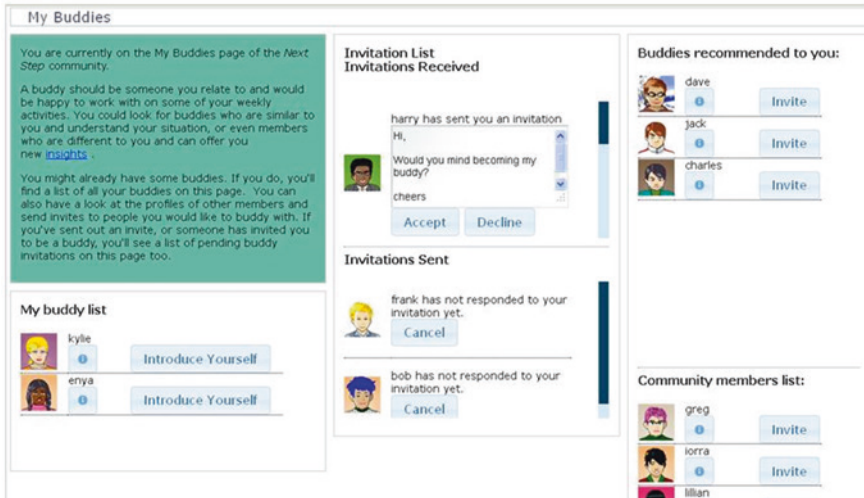 My Buddies
You are currently on the My Buddies page of the Next
Step community.
A buddy should be someone you relate to and would
be happy to work with on some of your weekly
activities. You could look for buddies who are similar to
you and understand your situation, or even members
who are different to you and can offer you
new insights .
You might already have some buddies. If you do, you'll
find a list of all your buddies on this page. You can
also have a look at the profiles of other members and
send invites to people you would like to buddy with. If
you've sent out an invite, or someone has invited you
to be a buddy, you'll see a list of pending buddy
invitations on this page too.
My buddy list
kylie
Introduce Yourself
enya
Introduce Yourself
Invitation List
Invitations Received
harry has sent you an invitation
Hi,
Would you mind becoming my
buddy?
cheers
Accept Decline
Invitations Sent
frank has not responded to your
invitation yet.
Cancel
bob has not responded to your
invitation yet.
Cancel
Buddies recommended to you:
dave
Invite
jack
Invite
charles
Invite
Community members list:
greg
Invite
iorra
Invite
lillian